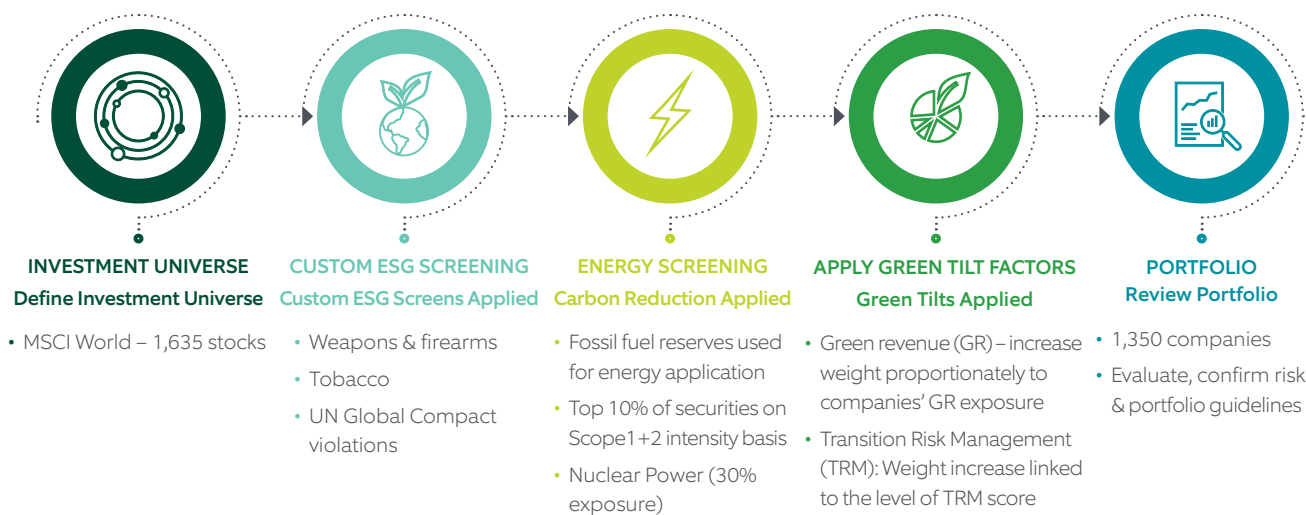 INVESTMENT UNIVERSE
Define Investment Universe
• MSCI World – 1,635 stocks
CUSTOM ESG SCREENING
Custom ESG Screens Applied
• Weapons & firearms
• Tobacco
• UN Global Compact
violations
ENERGY SCREENING
Carbon Reduction Applied
• Fossil fuel reserves used
for energy application
• Top 10% of securities on
Scope1+2 intensity basis
• Nuclear Power (30%
exposure)
APPLY GREEN TILT FACTORS
Green Tilts Applied
• Green revenue (GR) – increase
weight proportionately to
companies’ GR exposure
• Transition Risk Management
(TRM): Weight increase linked
to the level of TRM score
PORTFOLIO
Review Portfolio
• 1,350 companies
• Evaluate, confirm risk
& portfolio guidelines